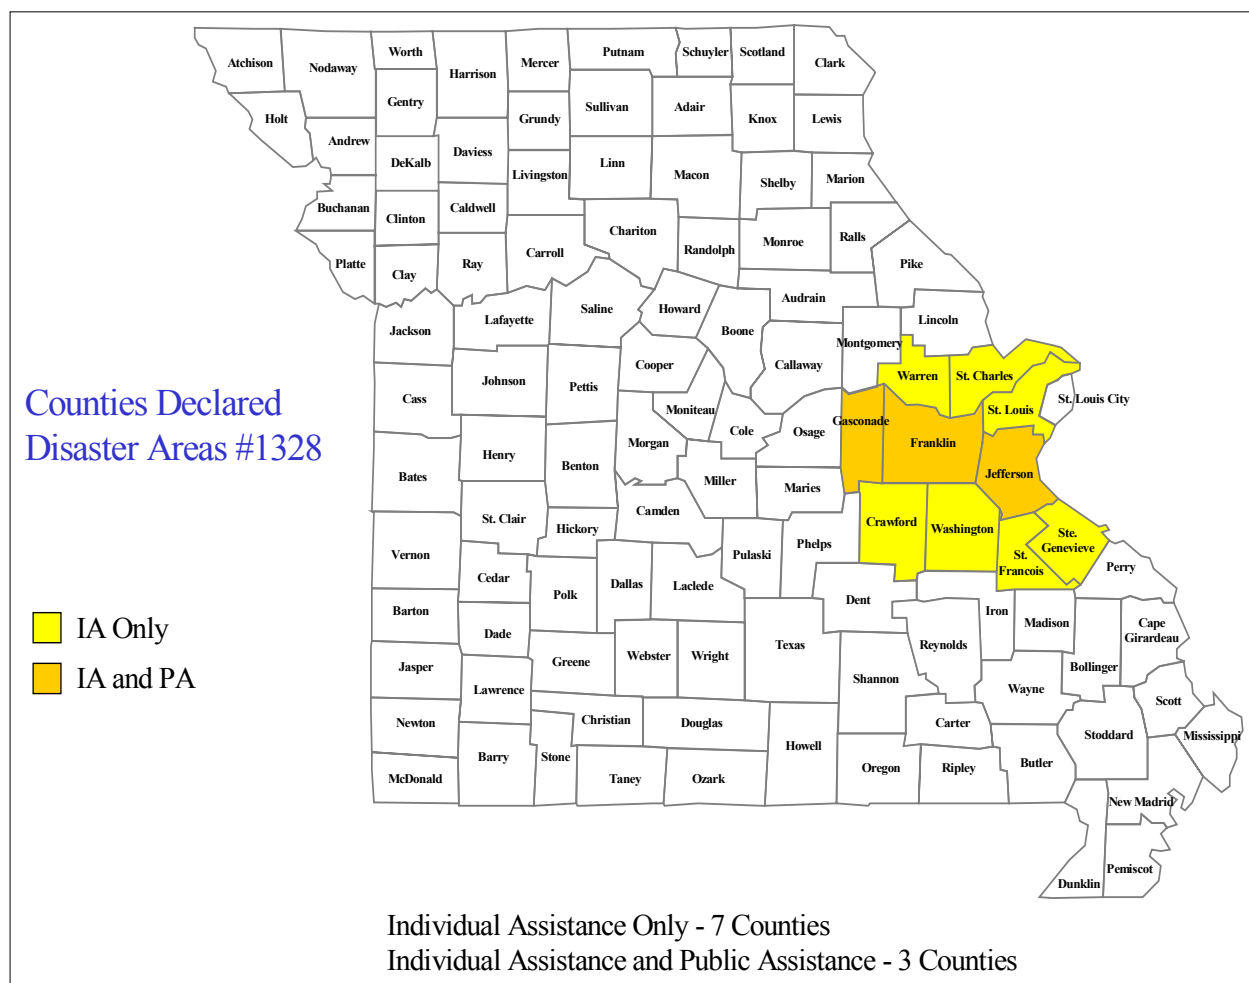 Atchison
Nodaway
Worth
Harrison
Mercer
Putnam
Schuyler
Scotland
Clark
Holt
Gentry
Grundy
Sullivan
Adair
Knox
Lewis
Andrew
DeKalb
Daviess
Livingston
Linn
Macon
Shelby
Marion
Buchanan
Clinton
Caldwell
Carroll
Chariton
Randolph
Monroe
Ralls
Pike
Platte
Clay
Ray
Saline
Howard
Audrain
Lincoln
Jackson
Lafayette
Boone
Montgomery
Callaway
Cooper
Warren
St. Charles
Johnson
Pettis
Cass
Moniteau
Gasconade
St. Louis
St. Louis City
Counties Declared
Disaster Areas #1328
Morgan
Cole
Osage
Franklin
Henry
Benton
Jefferson
Bates
Miller
Maries
St. Clair
Hickory
Camden
Crawford
Washington
Ste.
Genevieve
Vernon
Pulaski
Phelps
St.
Francois
Perry
Cedar
Polk
Dallas
Laclede
Dent
Iron
Madison
Cape
Girardeau
Barton
Dade
IA Only
Greene
Webster
Wright
Texas
Reynolds
Bollinger
Jasper
IA and PA
Lawrence
Shannon
Wayne
Scott
Newton
Christian
Douglas
Carter
Stoddard
Mississippi
Howell
McDonald
Barry
Stone
Taney
Ozark
Oregon
Ripley
Butler
New Madrid
Dunklin
Pemiscot
Individual Assistance Only - 7 Counties
Individual Assistance and Public Assistance - 3 Counties